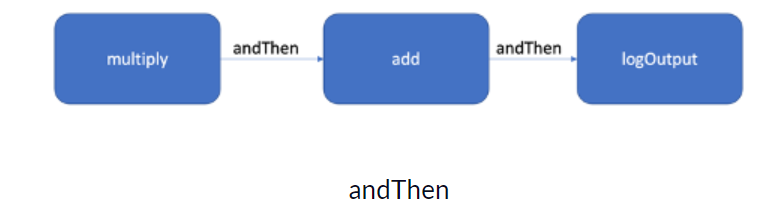 multiply
andThen
add
andThen
logOutput
andThen